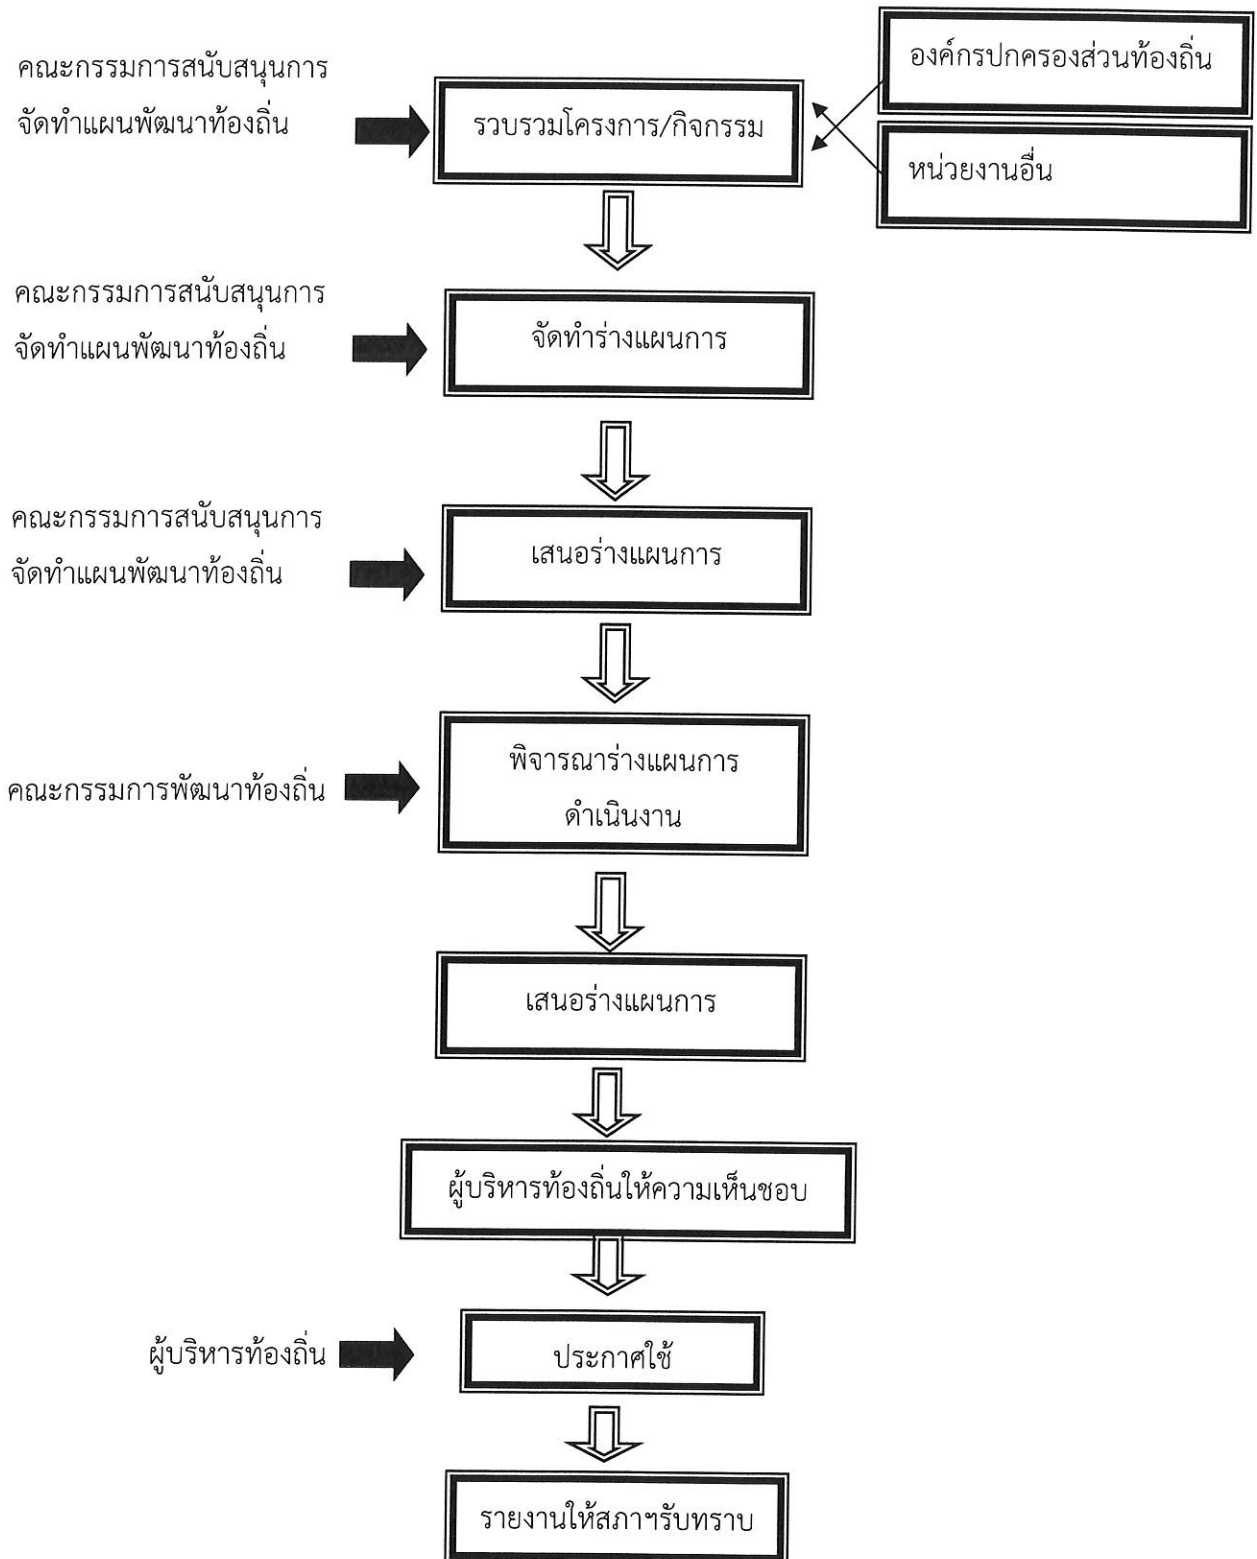 คณะกรรมการสนับสนุนการ
จัดทำแผนพัฒนาท้องถิ่น
รวบรวมโครงการ/กิจกรรม
องค์กรปกครองส่วนท้องถิ่น
หน่วยงานอื่น
คณะกรรมการสนับสนุนการ
จัดทำแผนพัฒนาท้องถิ่น
จัดทำร่างแผนการ
คณะกรรมการสนับสนุนการ
จัดทำแผนพัฒนาท้องถิ่น
เสนอร่างแผนการ
คณะกรรมการพัฒนาท้องถิ่น
พิจารณาร่างแผนการ
ดำเนินงาน
เสนอร่างแผนการ
ผู้บริหารท้องถิ่นให้ความเห็นชอบ
ผู้บริหารท้องถิ่น
ประกาศใช้
รายงานให้สภาฯรับทราบ